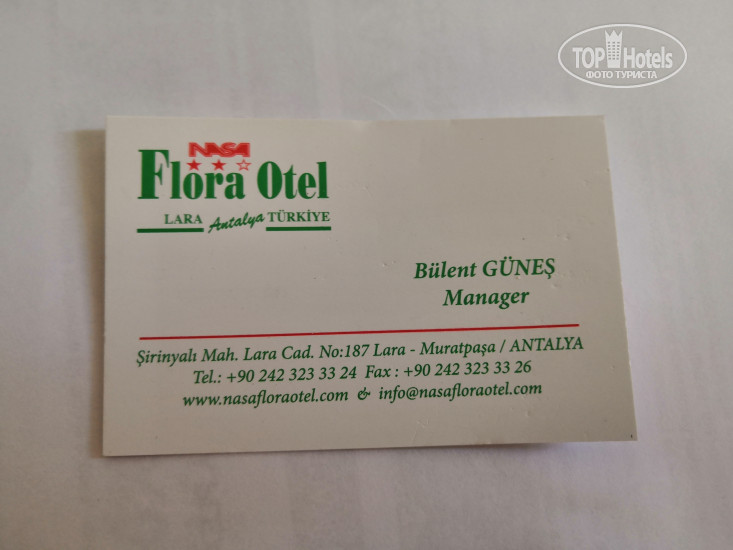 TOP Hotels
ФОТО ТУРИСТА
NASA
Flora Otel
LARA Antalya TÜRKİYE
Bülent GÜNEŞ
Manager
Şirinyalı Mah. Lara Cad. No:187 Lara - Muratpaşa / ANTALYA
Tel.: +90 242 323 33 24 Fax : +90 242 323 33 26
www.nasafloraotel.com & info@nasafloraotel.com